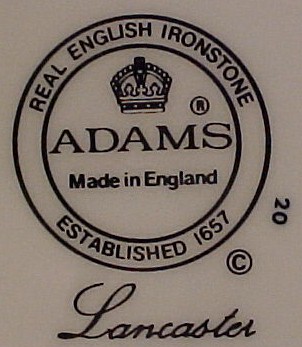 REAL ENGLISH IRONSTONE
®
ADAMS
Made in England
ESTABLISHED 1657
©
20
Lancaster